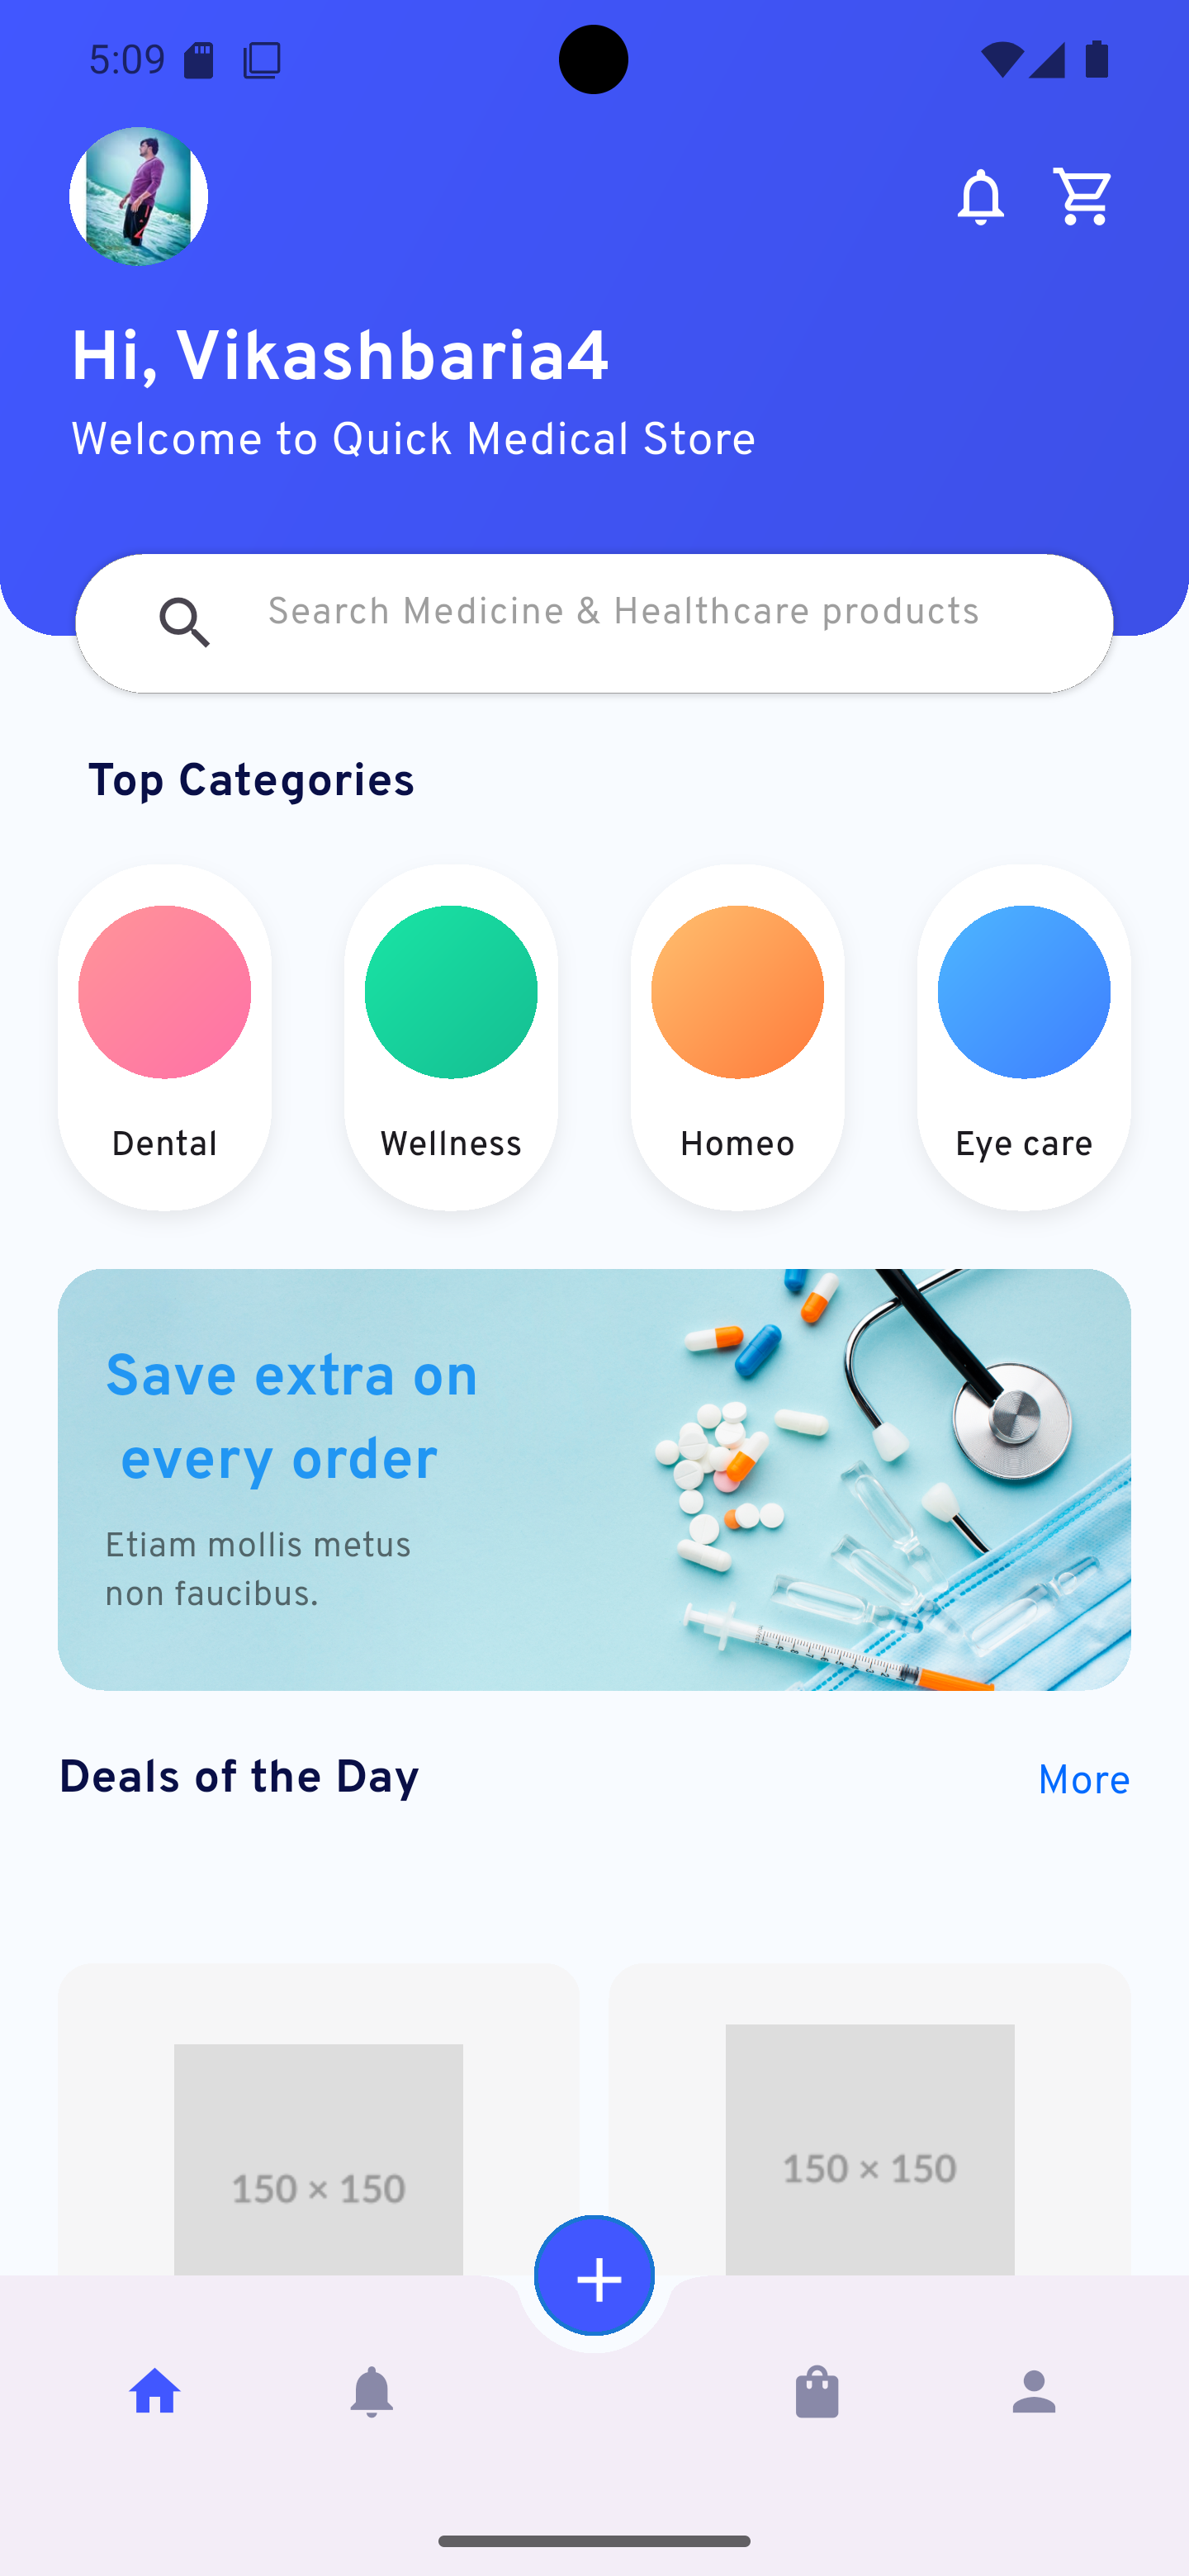 5:09
Hi, Vikashbaria4
Welcome to Quick Medical Store
Search Medicine & Healthcare products
Top Categories
Dental Wellness Homeo Eye care
Save extra on
every order
Etiam mollis metus
non faucibus.
Deals of the Day More
150 × 150 150 × 150